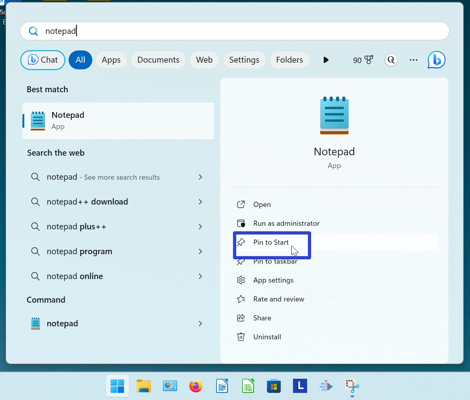 notepad
Chat
All
Apps
Documents
Web
Settings
Folders
90
Best match
Notepad
App
Search the web
notepad - See more search results
notepad++ download
notepad plus++
notepad program
notepad online
Command
notepad
Notepad
App
Open
Run as administrator
Pin to Start
Pin to taskbar
App settings
Rate and review
Share
Uninstall
L